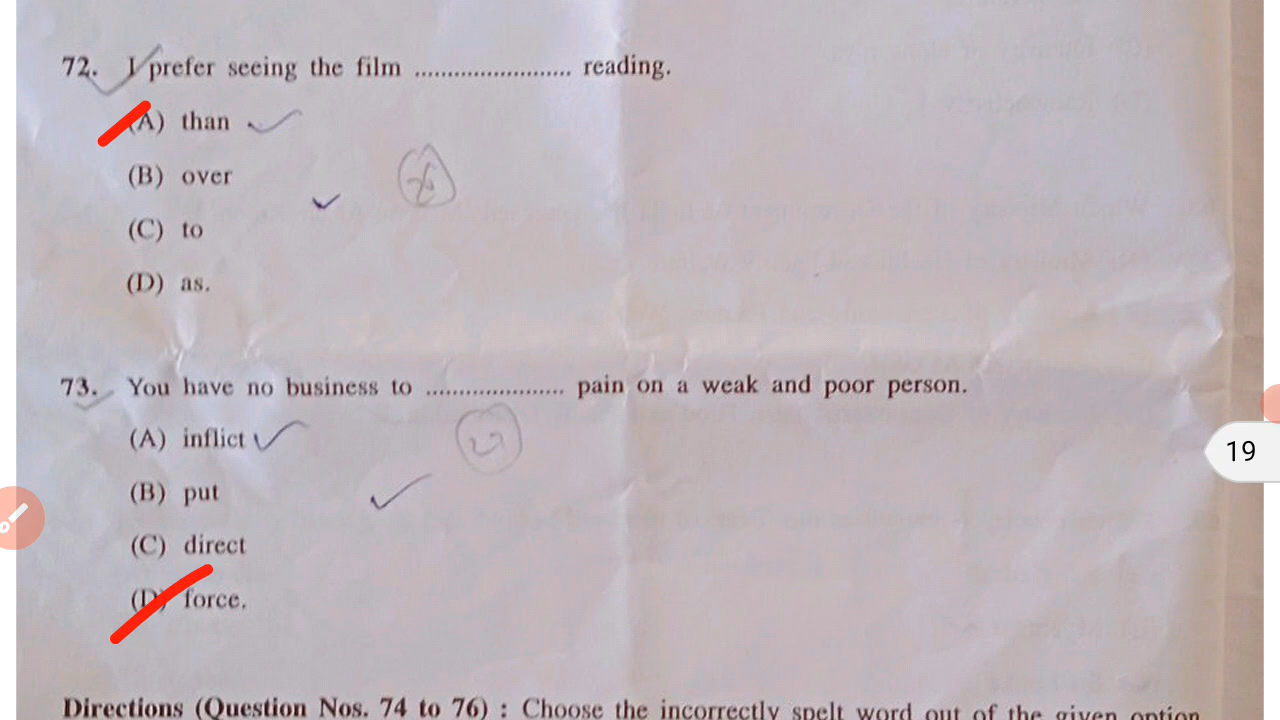 72. I prefer seeing the film ........................ reading.
(A) than
(B) over
(C) to
(D) as.
73. You have no business to ..................... pain on a weak and poor person.
(A) inflict
(B) put
(C) direct
(D) force.
19
Directions (Question Nos. 74 to 76) : Choose the incorrectly spelt word out of the given option